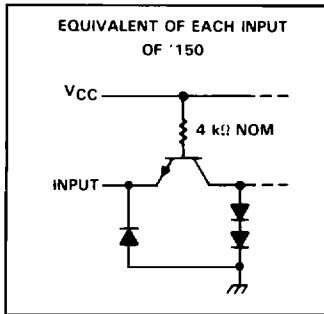 EQUIVALENT OF EACH INPUT
OF '150
VCC
4 kΩ NOM
INPUT